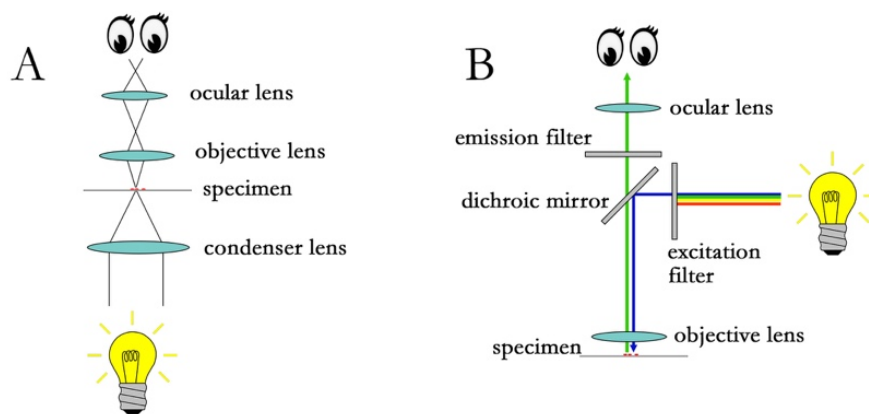 A
ocular lens
objective lens
specimen
condenser lens
B
ocular lens
emission filter
dichroic mirror
excitation
filter
objective lens
specimen